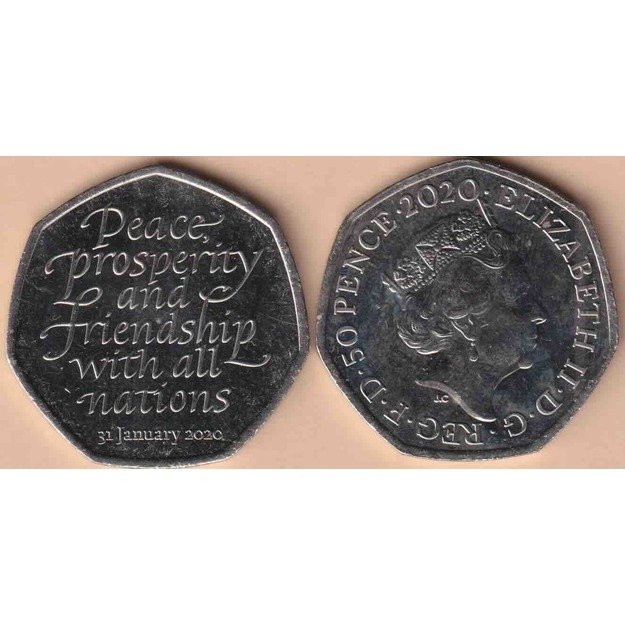 Peace,
prosperity
and
friendship
with all
nations
31 January 2020
ELIZABETH II · D · G · REG · F · D · 50 PENCE · 2020 ·
J.C